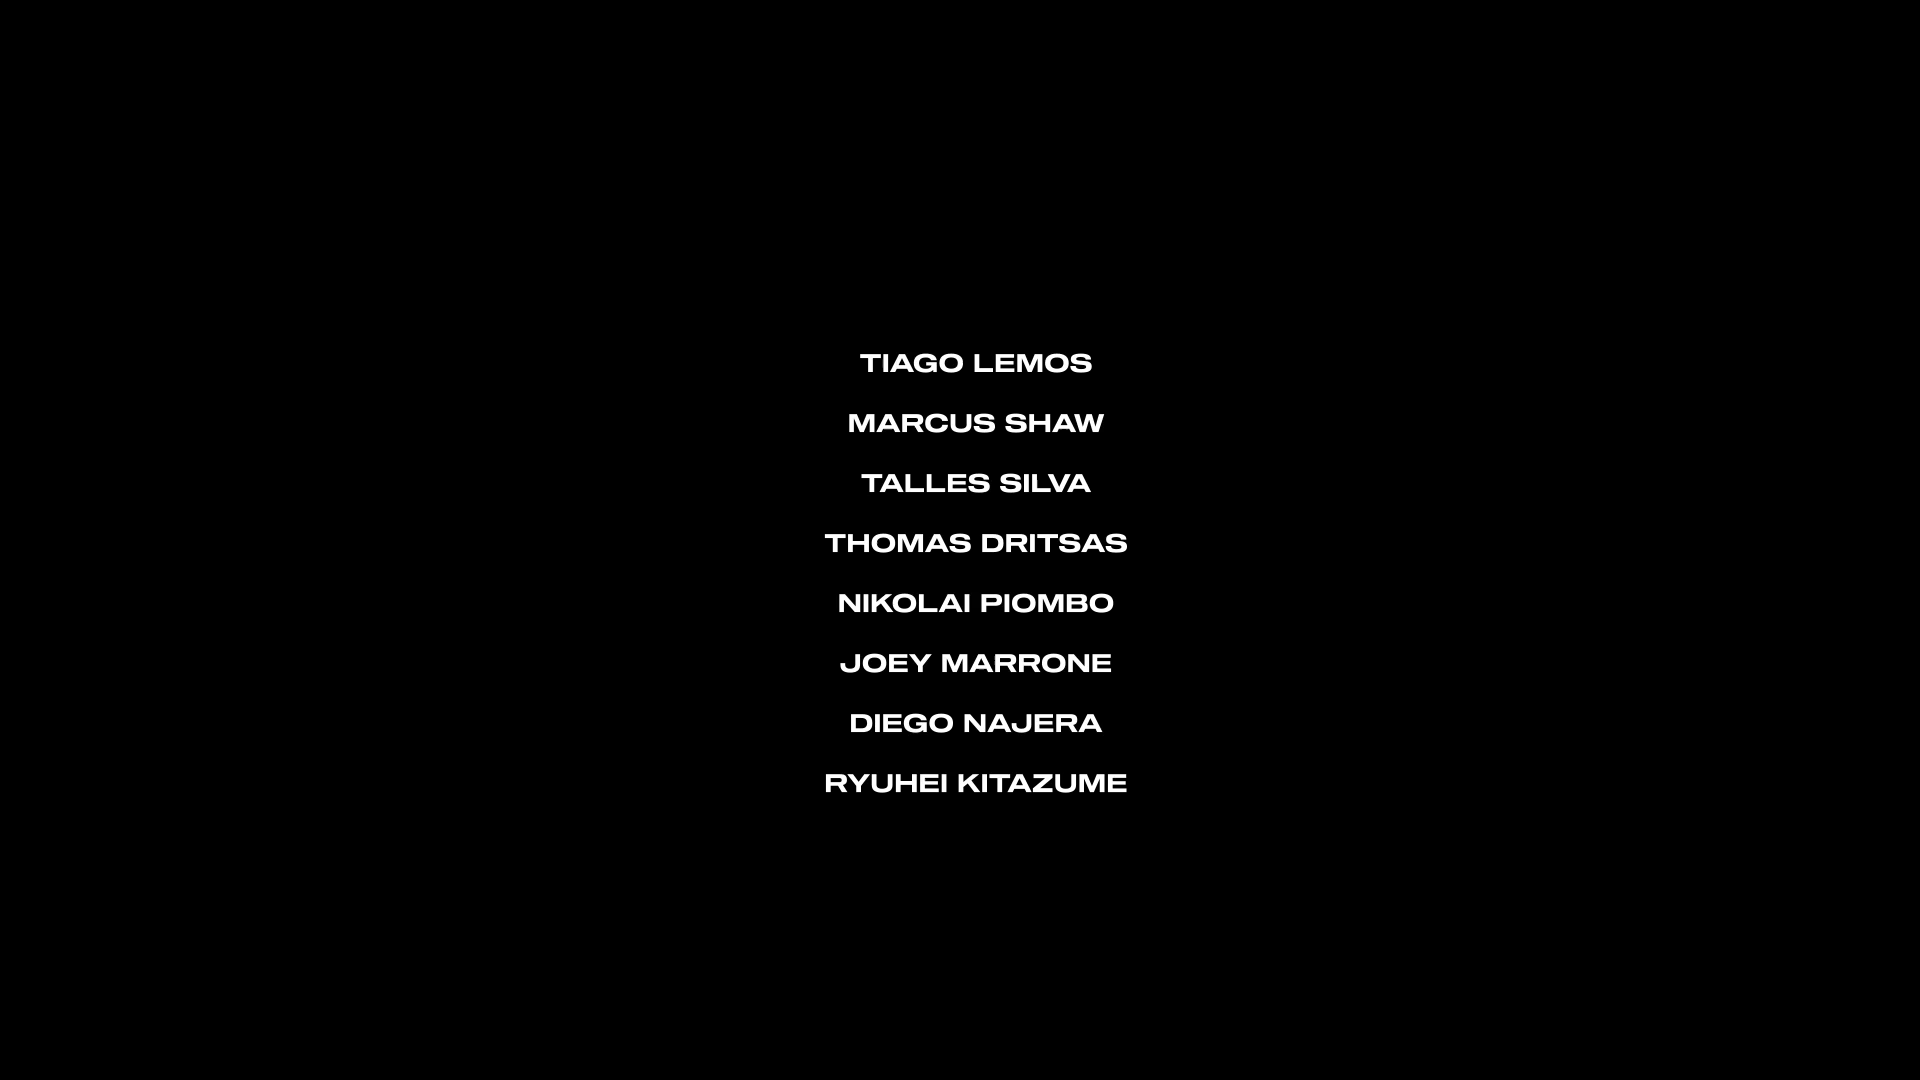 TIAGO LEMOS
MARCUS SHAW
TALLES SILVA
THOMAS DRITSAS
NIKOLAI PIOMBO
JOEY MARRONE
DIEGO NAJERA
RYUHEI KITAZUME